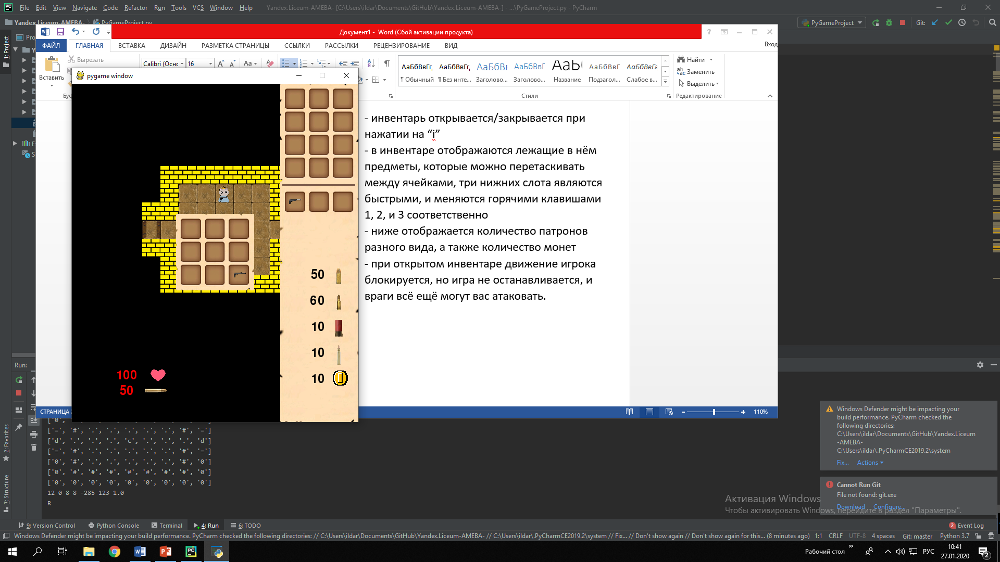 File Edit View Navigate Code Refactor Run Tools VCS Window Help Yandex.Liceum-AMEBA- [C:\Users\ildar\Documents\GitHub\Yandex.Liceum-AMEBA-] - ...\PyGameProject.py - PyCharm
Yandex.Liceum-AMEBA- PyGameProject.py
PyGameProject Git:
Документ1 - Word (Сбой активации продукта)
ФАЙЛ ГЛАВНАЯ ВСТАВКА ДИЗАЙН РАЗМЕТКА СТРАНИЦЫ ССЫЛКИ РАССЫЛКИ РЕЦЕНЗИРОВАНИЕ ВИД Вход
1: Project
Вставить
Вырезать
Calibri (Оснс 16
АаБбВвГг, АаБбВвГг, АаБбВı АаБбВвГ АаЫ АаБбВвГ АаБбВвГг
¶ Обычный ¶ Без инте... Заголово... Заголово... Название Подзагол... Слабое в...
Стили
Найти
Заменить
Выделить
Редактирование
pygame window
- инвентарь открывается/закрывается при
нажатии на “i”
- в инвентаре отображаются лежащие в нём
предметы, которые можно перетаскивать
между ячейками, три нижних слота являются
быстрыми, и меняются горячими клавишами
1, 2, и 3 соответственно
- ниже отображается количество патронов
разного вида, а также количество монет
- при открытом инвентаре движение игрока
блокируется, но игра не останавливается, и
враги всё ещё могут вас атаковать.
50
60
10
10
10
100
50
110%
Run:
['=', '#', '.', '.', '.', '.', '.', '#', '=']
['d', '.', '.', '.', 'c', '.', '.', '.', 'd']
['=', '#', '.', '.', '.', '.', '.', '#', '=']
['0', '#', '.', '.', '.', '.', '.', '#', '0']
['0', '#', '#', '#', '#', '#', '#', '#', '0']
['0', '0', '0', '0', '0', '0', '0', '0', '0']
12 0 8 8 -285 123 1.0
R
2: Favorites
7: Structure
Windows Defender might be impacting your
build performance. PyCharm checked the
following directories:
C:\Users\ildar\Documents\GitHub\Yandex.Liceum
-AMEBA-
C:\Users\ildar\.PyCharmCE2019.2\system
Fix... Actions
Cannot Run Git
File not found: git.exe
Download Configure...
Активация Windows
Чтобы активировать Windows, перейдите в раздел "Параметры".
9: Version Control Python Console Terminal 4: Run 6: TODO 2 Event Log
Windows Defender might be impacting your build performance. PyCharm checked the following directories: // C:\Users\ildar\Documents\GitHub\Yandex.Liceum-AMEBA- // C:\Users\ildar\.PyCharmCE2019.2\system // Fix... // Don't show again // Don't show again for this... (8 minutes ago) 1:1 CRLF UTF-8 4 spaces Git: master Python 3.7
Рабочий стол РУС
10:41
27.01.2020
2